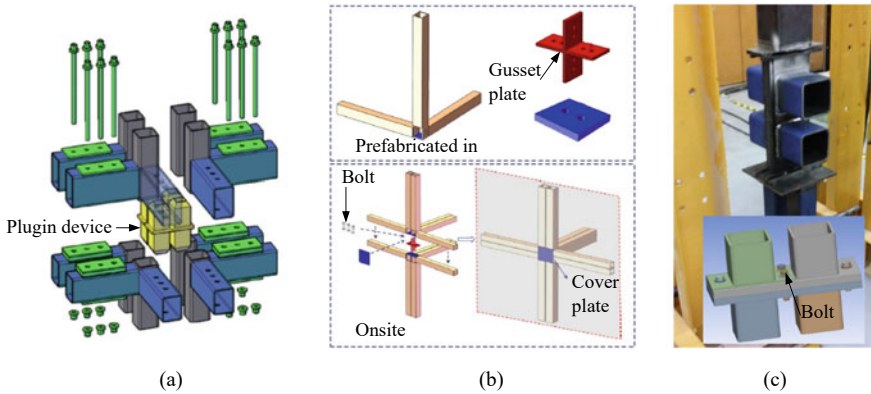 Plugin device
(a)
Gusset
plate
Prefabricated in
Bolt
Cover
plate
Onsite
(b)
Bolt
(c)